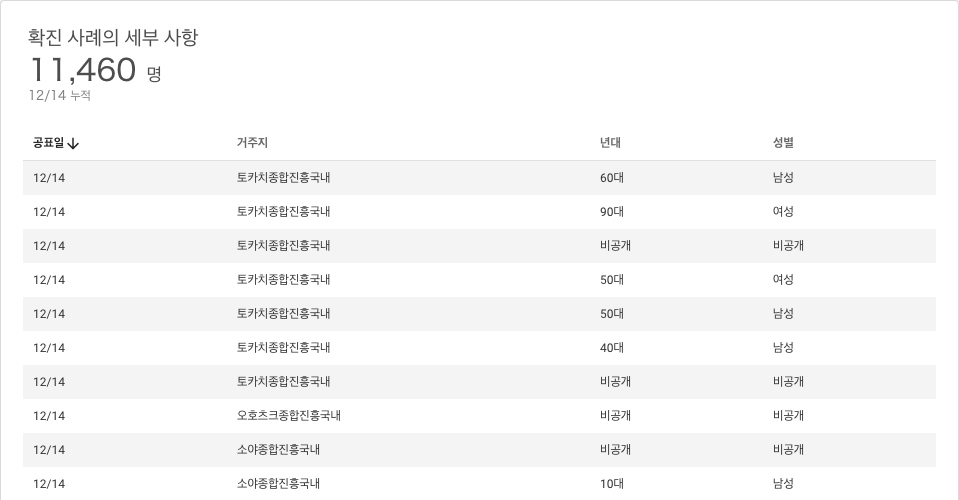 확진 사례의 세부 사항
11,460 명
12/14 누적
공표일 거주지 년대 성별
12/14 토카치종합진흥국내 60대 남성
12/14 토카치종합진흥국내 90대 여성
12/14 토카치종합진흥국내 비공개 비공개
12/14 토카치종합진흥국내 50대 여성
12/14 토카치종합진흥국내 50대 남성
12/14 토카치종합진흥국내 40대 남성
12/14 토카치종합진흥국내 비공개 비공개
12/14 오호츠크종합진흥국내 비공개 비공개
12/14 소야종합진흥국내 비공개 비공개
12/14 소야종합진흥국내 10대 남성